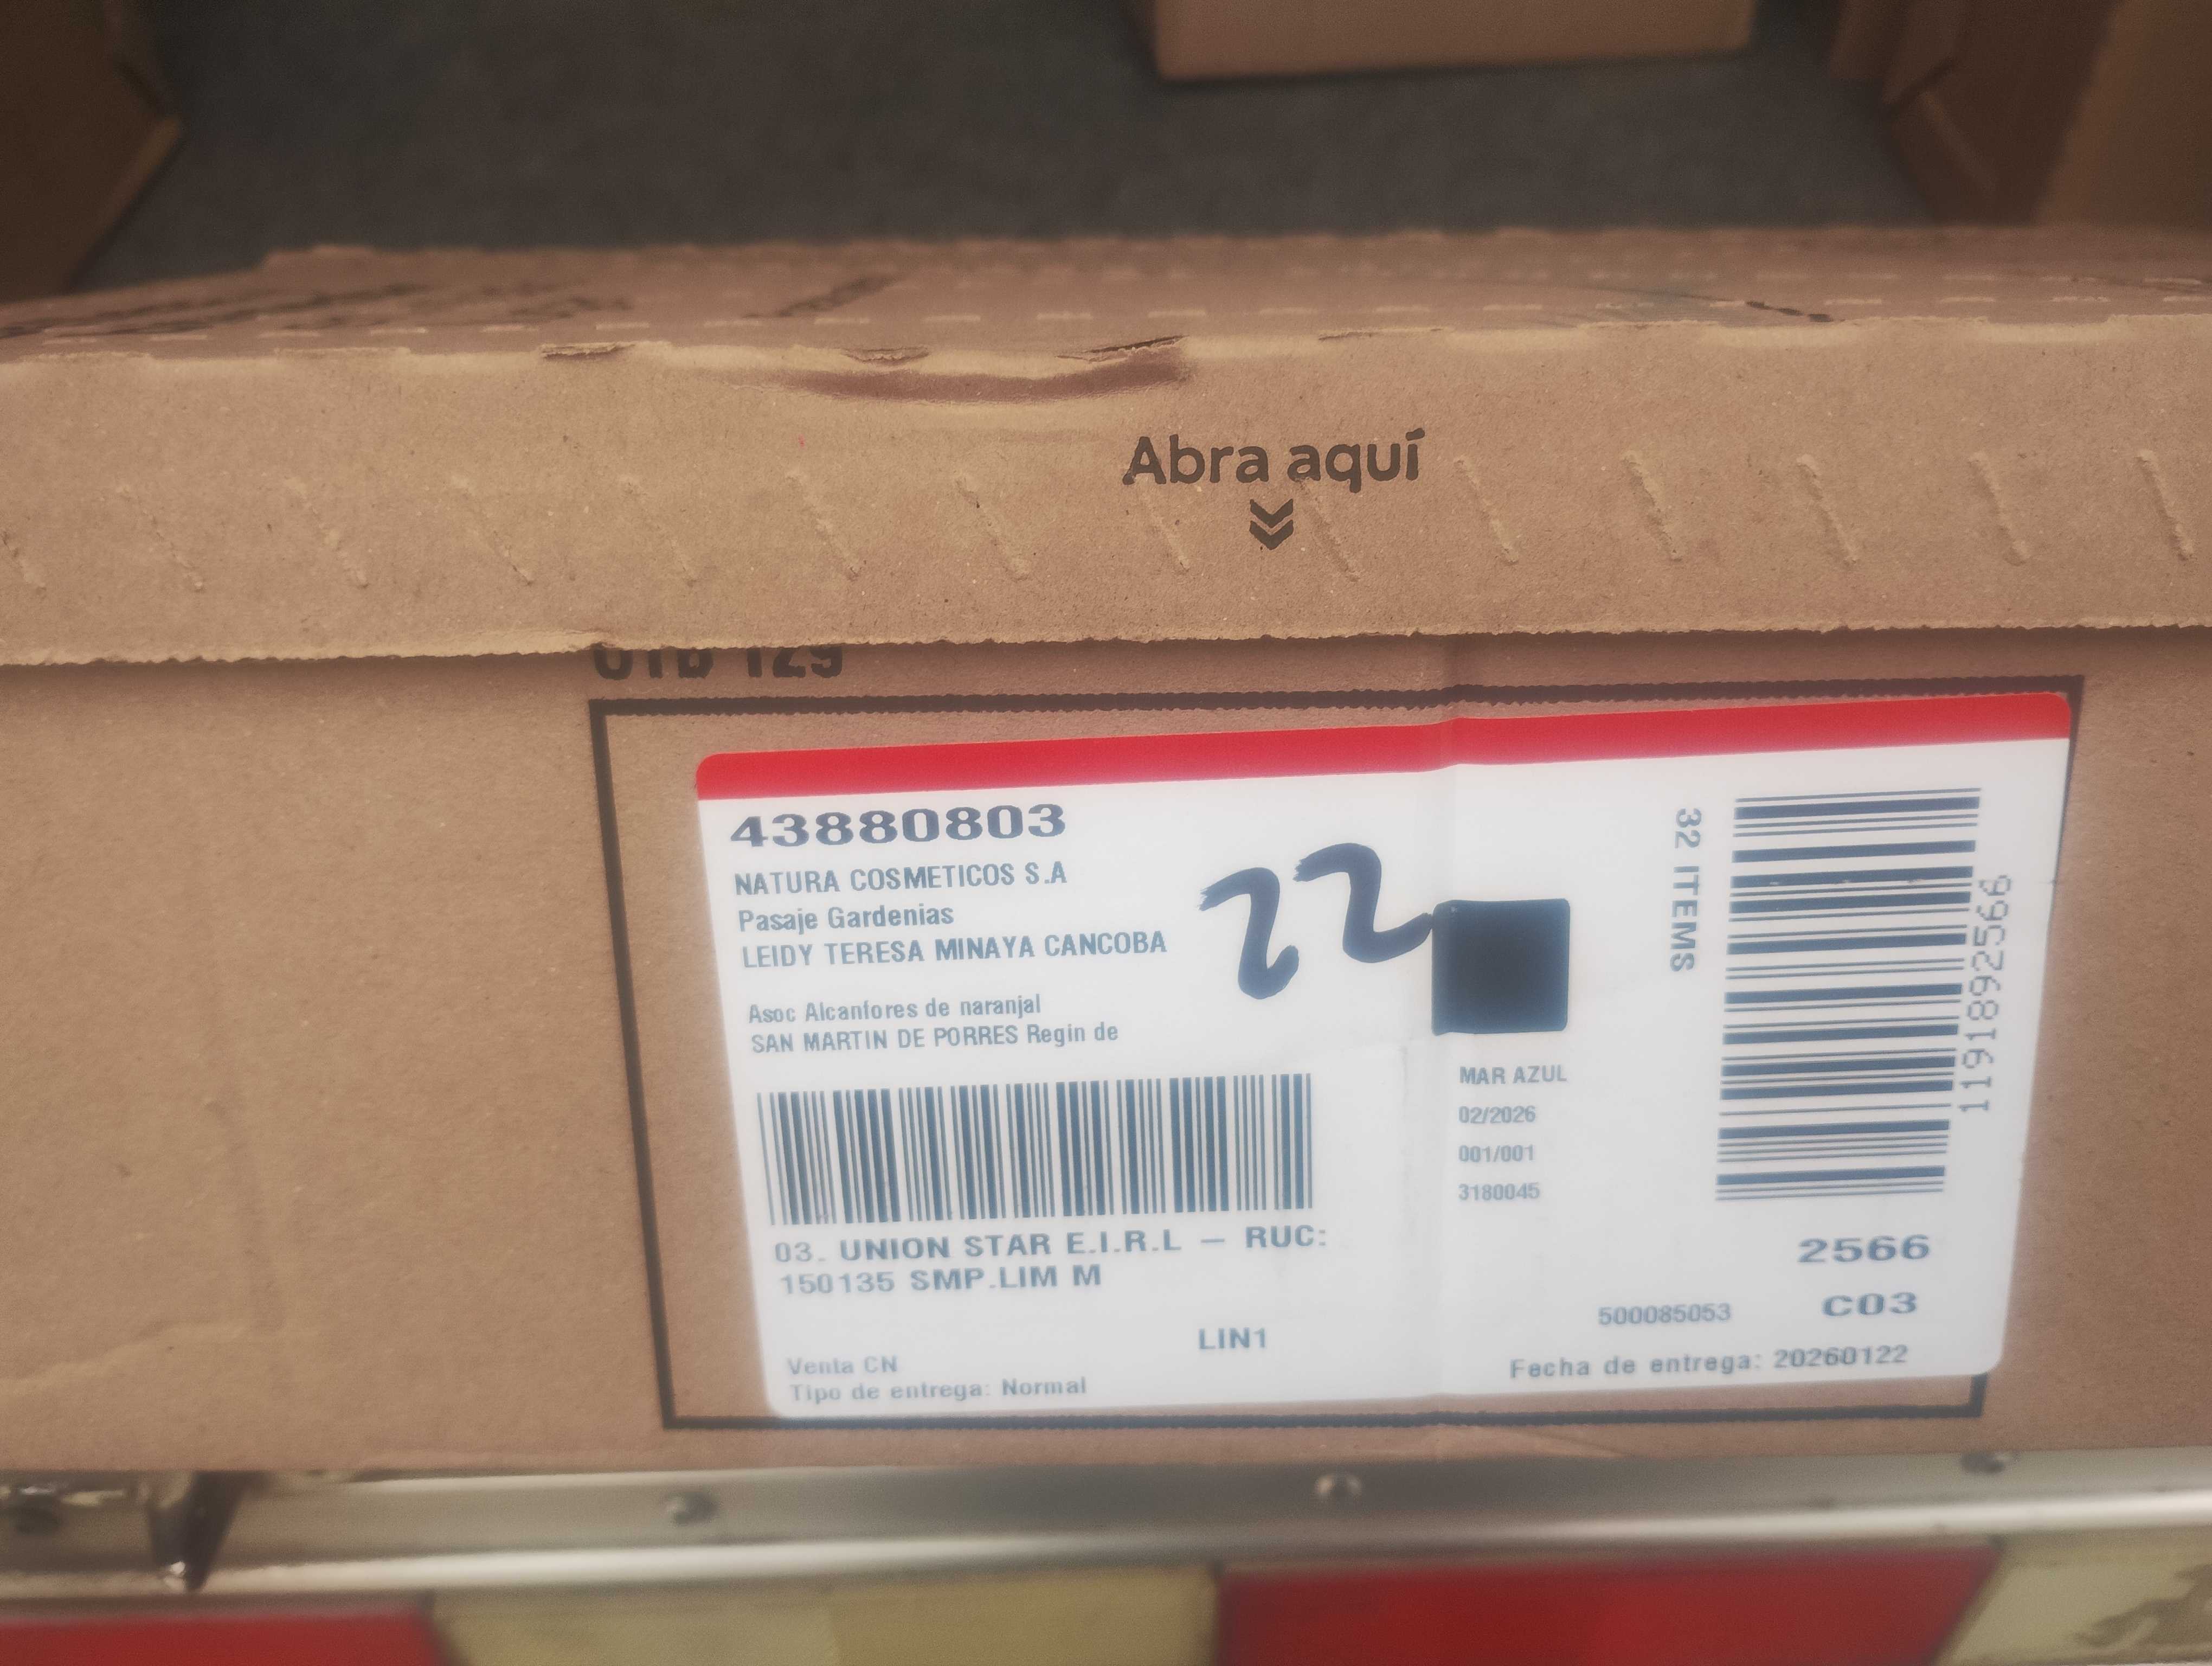 Abra aquí
43880803
NATURA COSMETICOS S.A
Pasaje Gardenias
LEIDY TERESA MINAYA CANCOBA
Asoc Alcanfores de naranjal
SAN MARTIN DE PORRES Regin de
22
32 ITEMS
1191892566
MAR AZUL
02/2026
001/001
3180045
03. UNION STAR E.I.R.L – RUC:
150135 SMP.LIM M
2566
500085053 C03
LIN1
Venta CN
Tipo de entrega: Normal
Fecha de entrega: 20260122